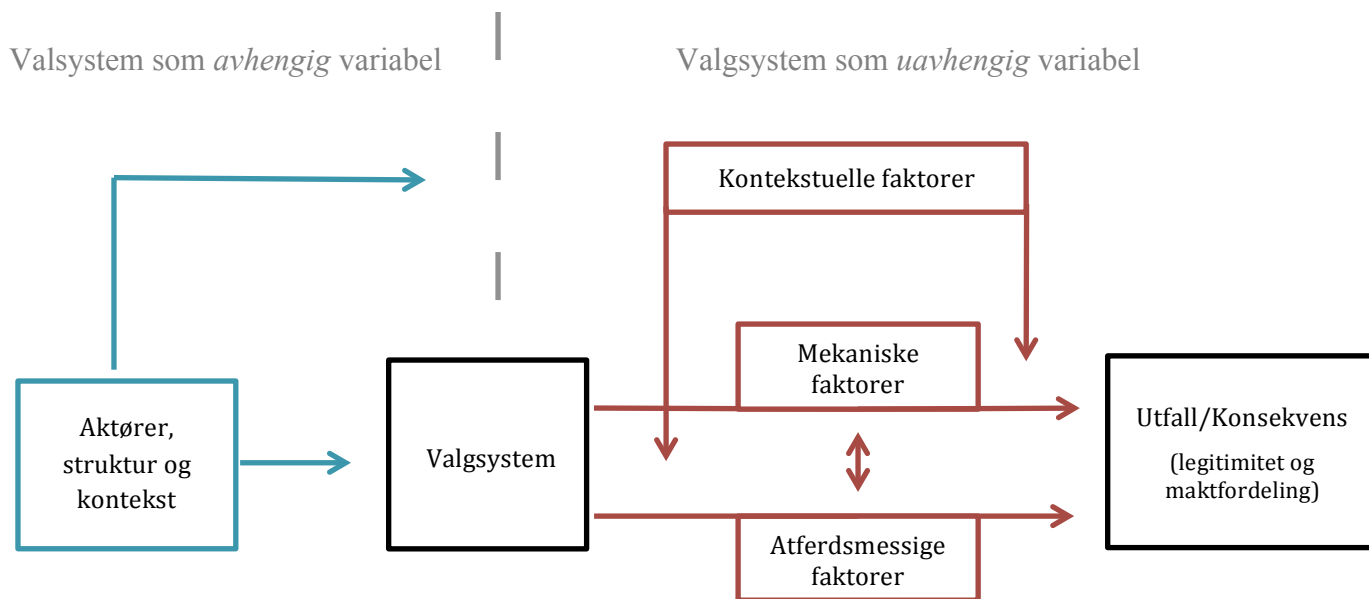 Valsystem som avhengig variabel
Valgsystem som uavhengig variabel
Kontekstuelle faktorer
Mekaniske
faktorer
Aktører,
struktur og
kontekst
Valgsystem
Utfall/Konsekvens
(legitimitet og
maktfordeling)
Atferdsmessige
faktorer